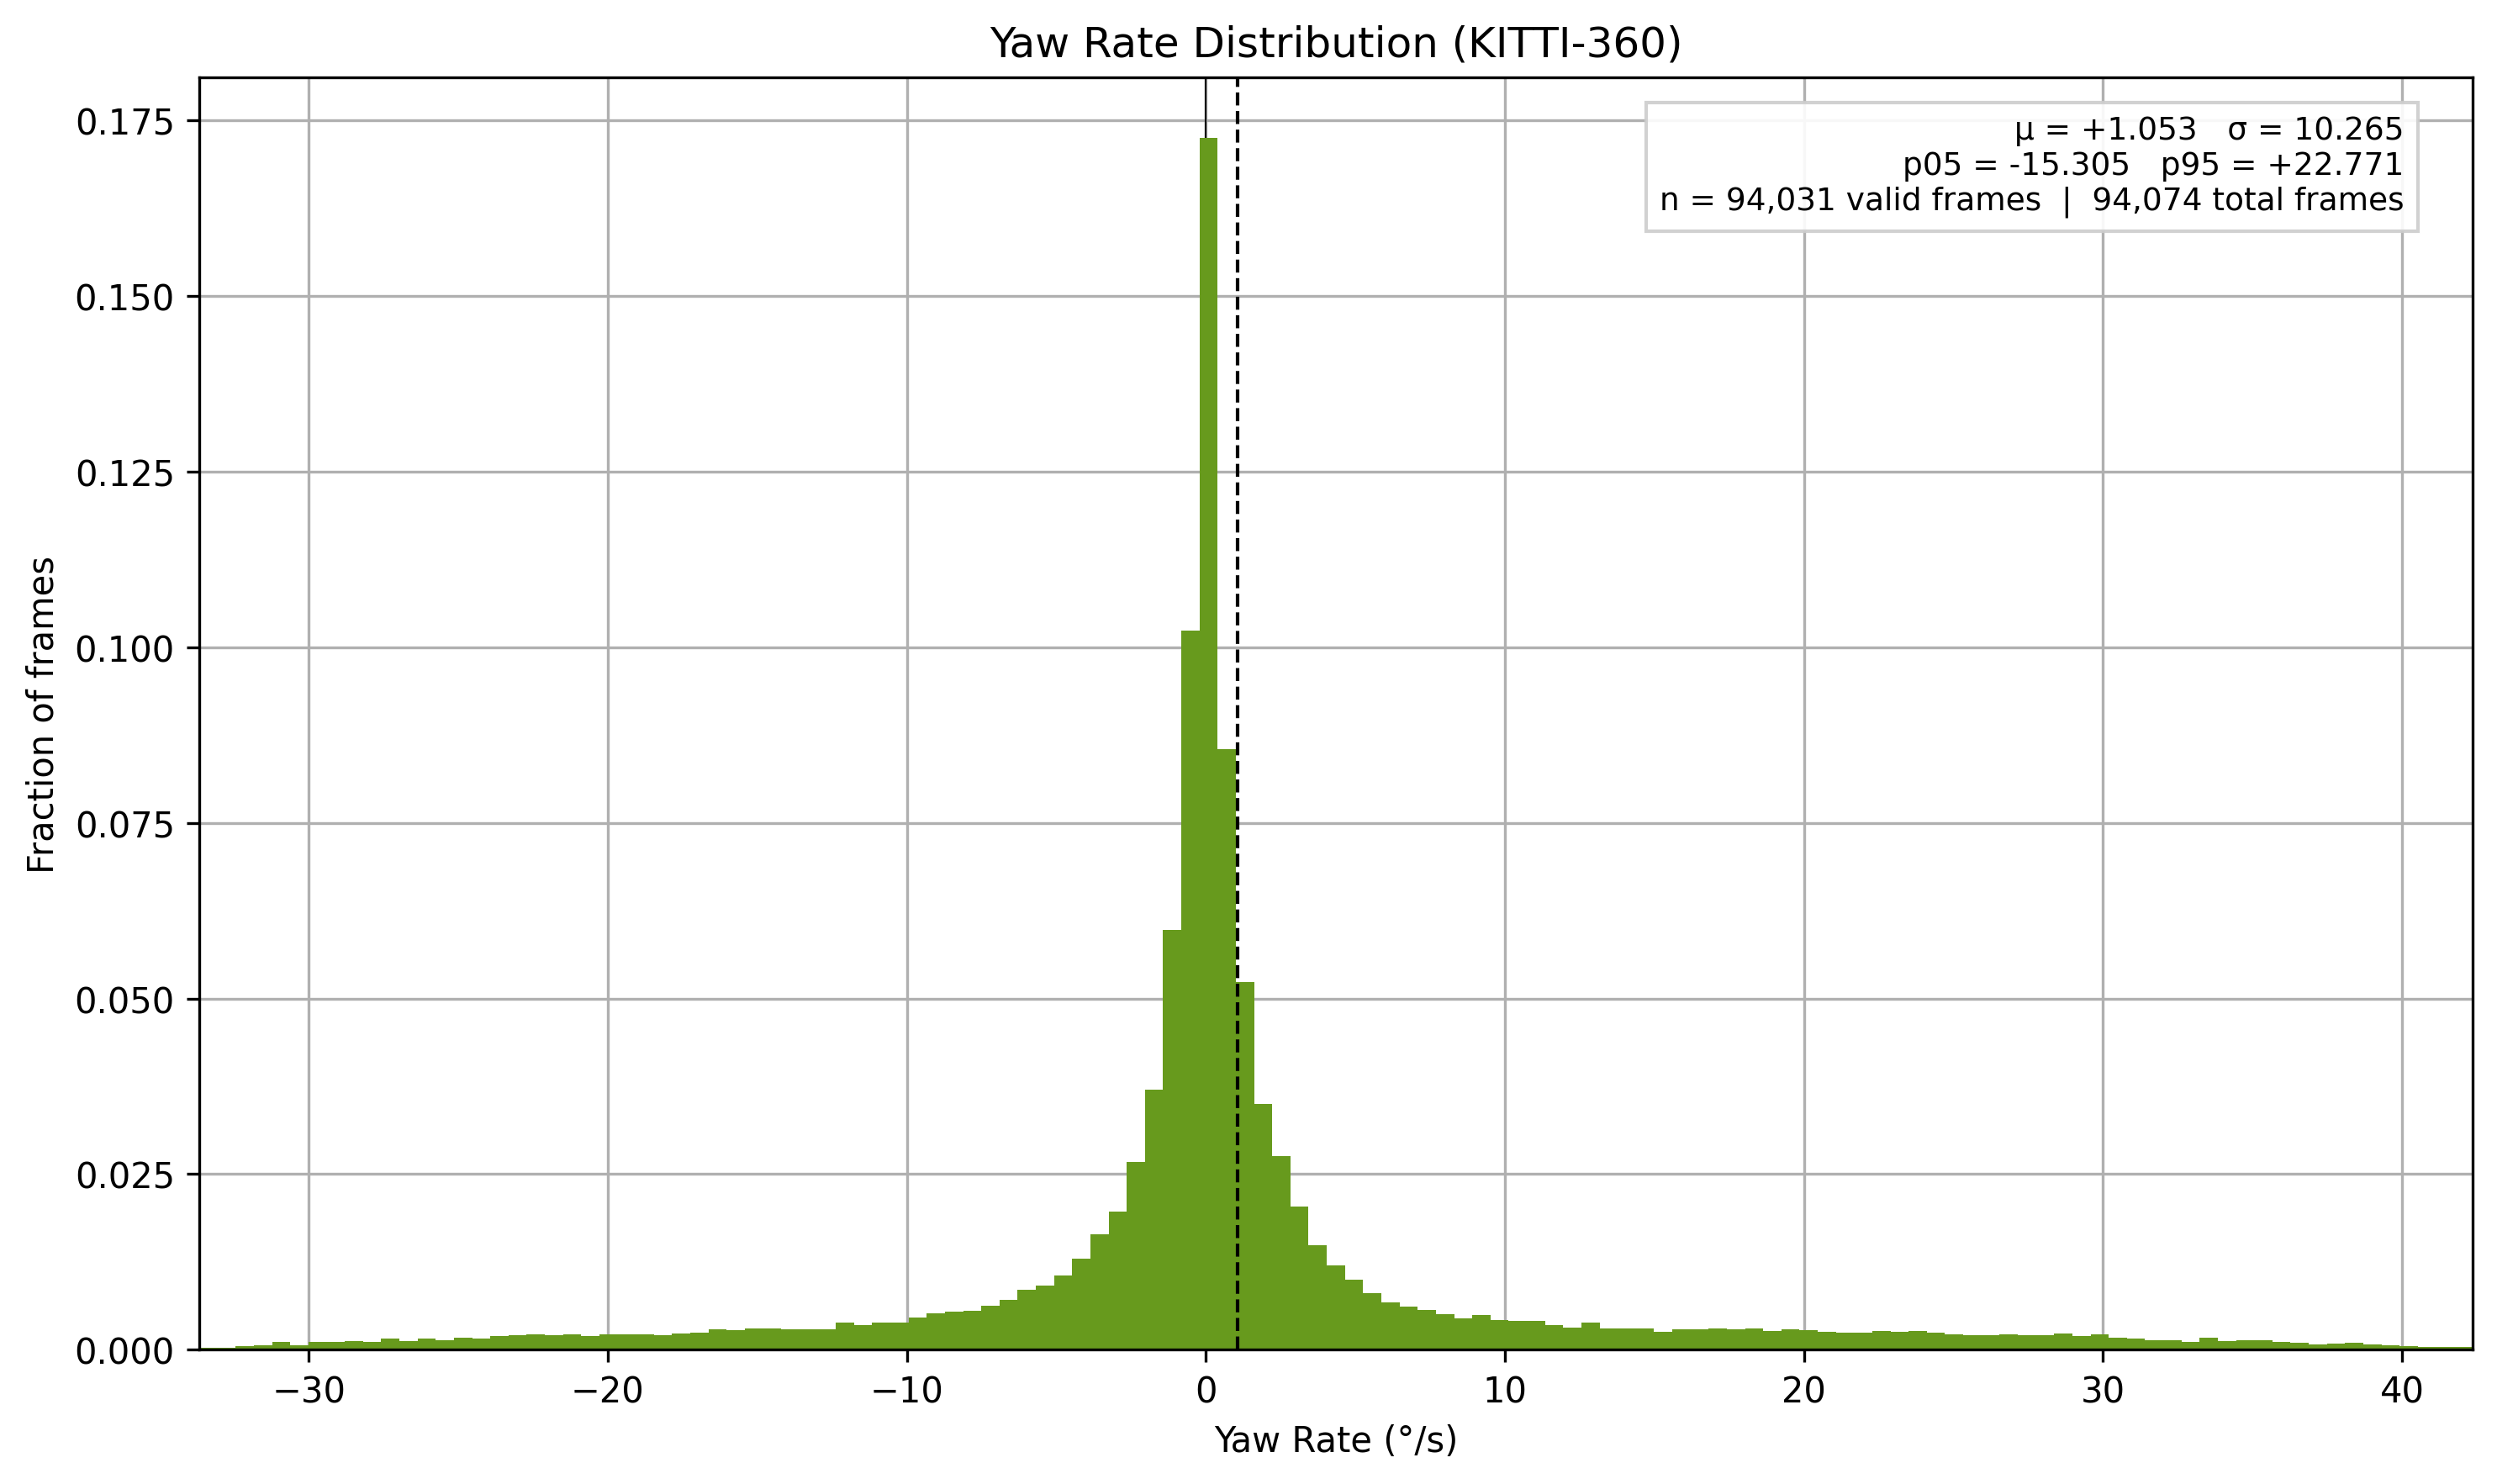 Yaw Rate Distribution (KITTI-360)
μ = +1.053   σ = 10.265
p05 = -15.305   p95 = +22.771
n = 94,031 valid frames  |  94,074 total frames
Fraction of frames
0.175
0.150
0.125
0.100
0.075
0.050
0.025
0.000
−30
−20
−10
0
10
20
30
40
Yaw Rate (°/s)